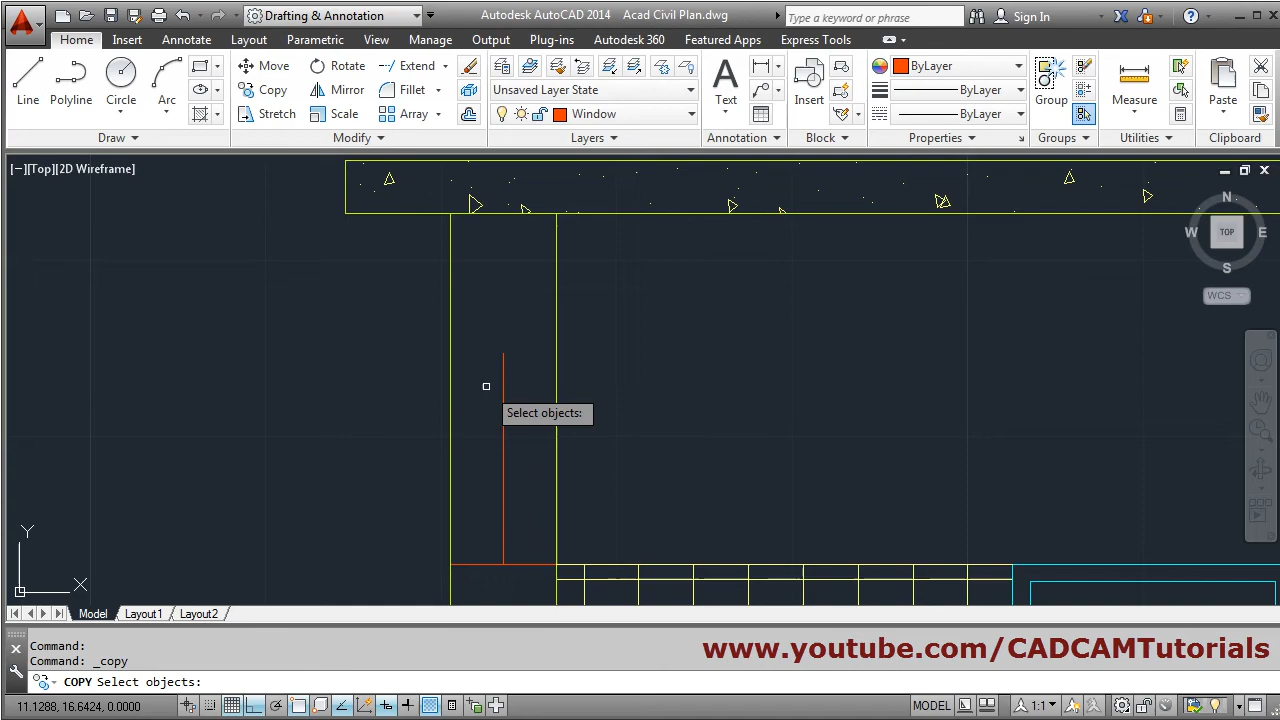 Drafting & Annotation
Autodesk AutoCAD 2014 Acad Civil Plan.dwg
Type a keyword or phrase
Sign In
Home Insert Annotate Layout Parametric View Manage Output Plug-ins Autodesk 360 Featured Apps Express Tools
Line
Polyline
Circle
Arc
Draw
Move Rotate Extend
Copy Mirror Fillet
Stretch Scale Array
Modify
Unsaved Layer State
Window
Layers
Text
Annotation
Insert
Block
ByLayer
ByLayer
ByLayer
Properties
Group
Groups
Measure
Utilities
Paste
Clipboard
[−][Top][2D Wireframe]
N
W TOP E
S
WCS
Select objects:
Y
X
Model Layout1 Layout2
Command:
Command: _copy
COPY Select objects:
www.youtube.com/CADCAMTutorials
11.1288, 16.6424, 0.0000
MODEL
1:1